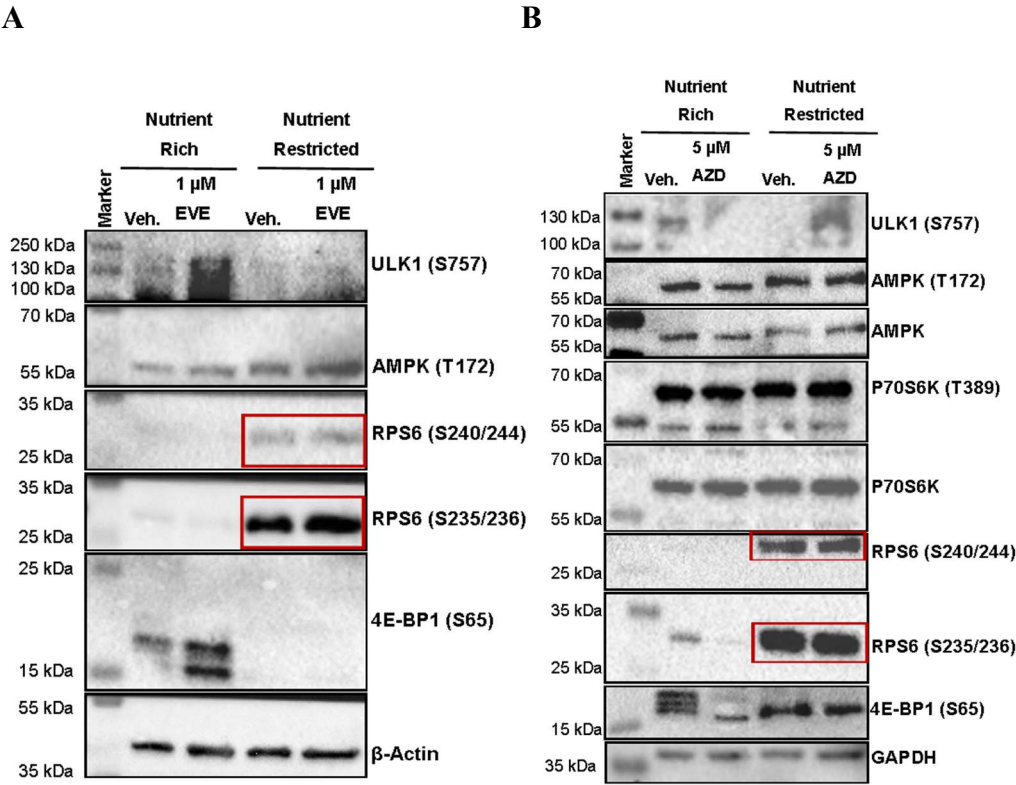 A
Nutrient
Rich
Nutrient
Restricted
Marker
Veh.
1 µM
EVE
Veh.
1 µM
EVE
250 kDa
130 kDa
100 kDa
ULK1 (S757)
70 kDa
55 kDa
AMPK (T172)
35 kDa
25 kDa
RPS6 (S240/244)
35 kDa
25 kDa
RPS6 (S235/236)
25 kDa
15 kDa
4E-BP1 (S65)
55 kDa
35 kDa
β-Actin
B
Nutrient
Rich
Nutrient
Restricted
Marker
Veh.
5 µM
AZD
Veh.
5 µM
AZD
130 kDa
100 kDa
ULK1 (S757)
70 kDa
55 kDa
AMPK (T172)
70 kDa
55 kDa
AMPK
70 kDa
55 kDa
P70S6K (T389)
70 kDa
55 kDa
P70S6K
25 kDa
RPS6 (S240/244)
35 kDa
25 kDa
RPS6 (S235/236)
15 kDa
4E-BP1 (S65)
35 kDa
GAPDH